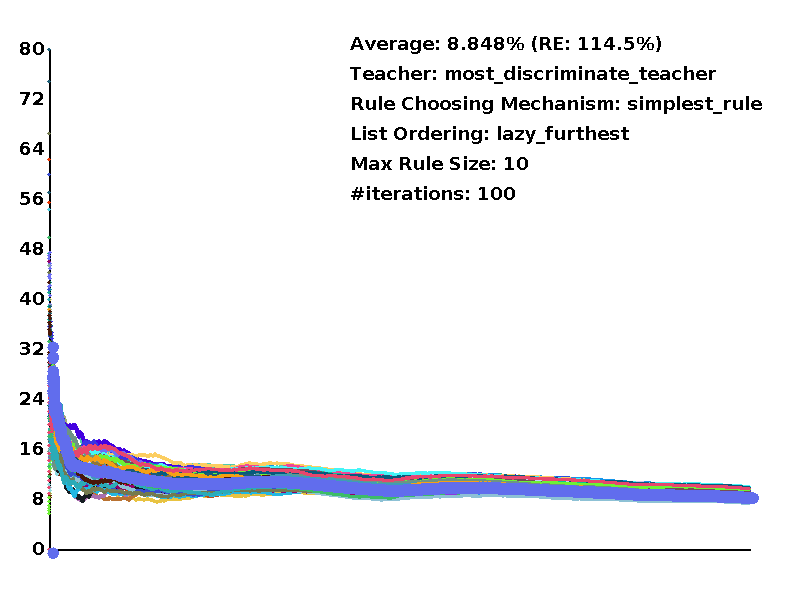 Average: 8.848% (RE: 114.5%)
Teacher: most_discriminate_teacher
Rule Choosing Mechanism: simplest_rule
List Ordering: lazy_furthest
Max Rule Size: 10
#iterations: 100
80
72
64
56
48
40
32
24
16
8
0